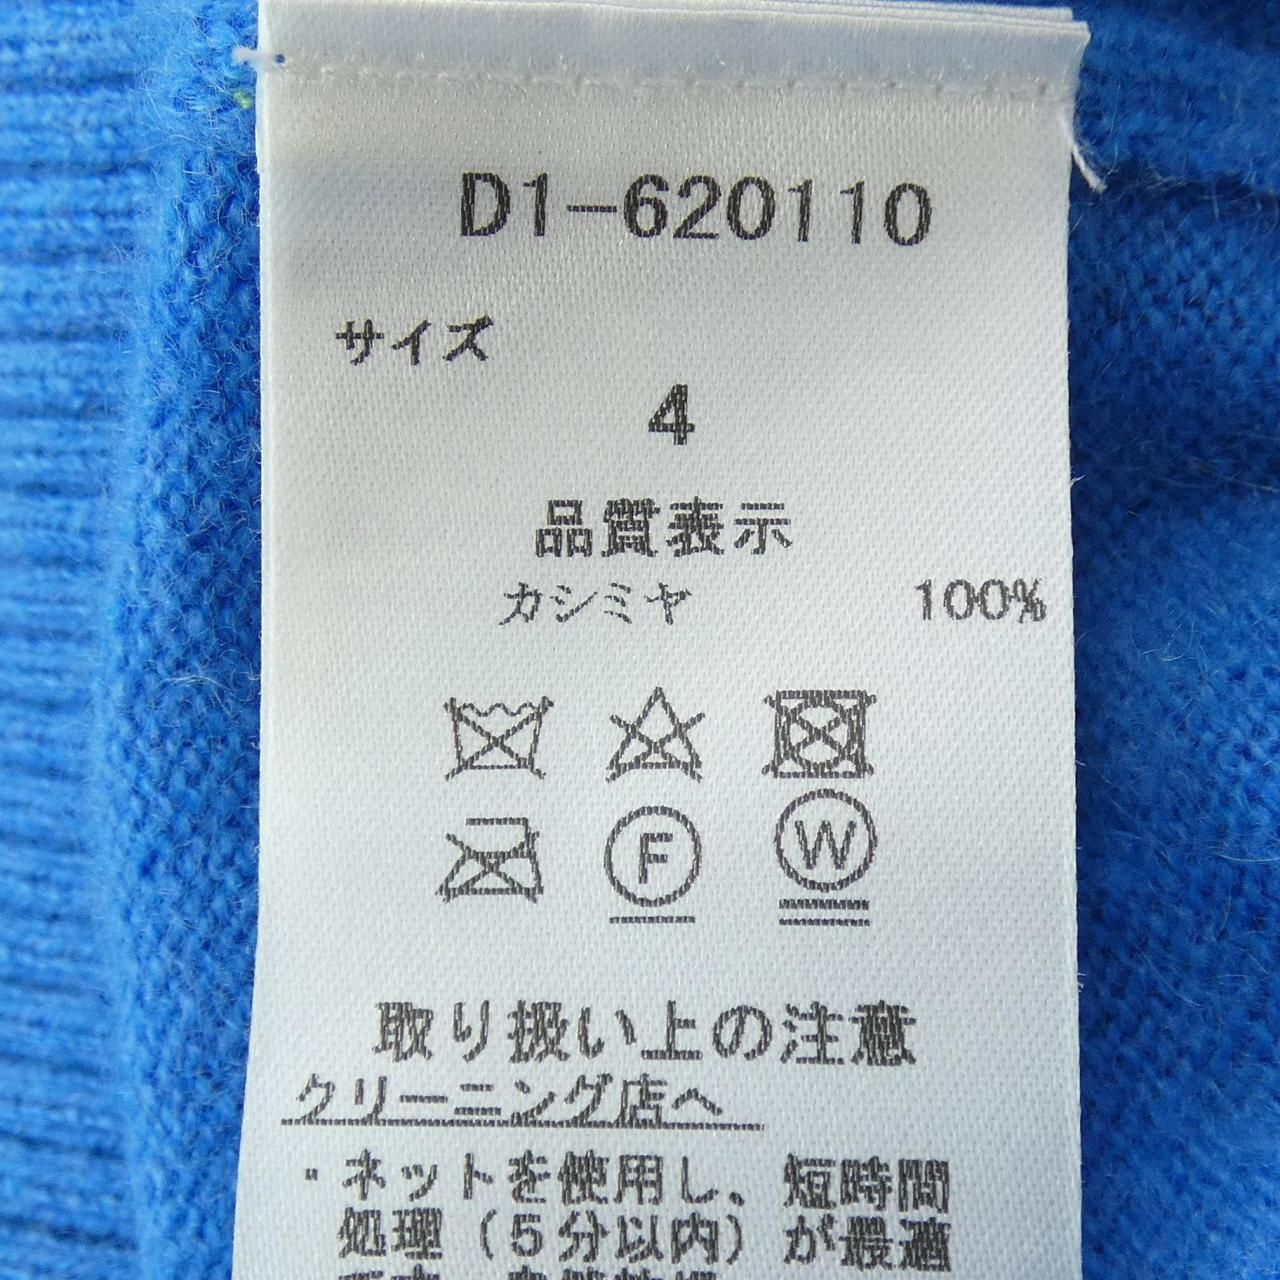 D1-620110
サイズ
4
品質表示
カシミヤ 100%
F W
取り扱い上の注意
クリーニング店へ
・ネットを使用し、短時間
処理（5分以内）が最適